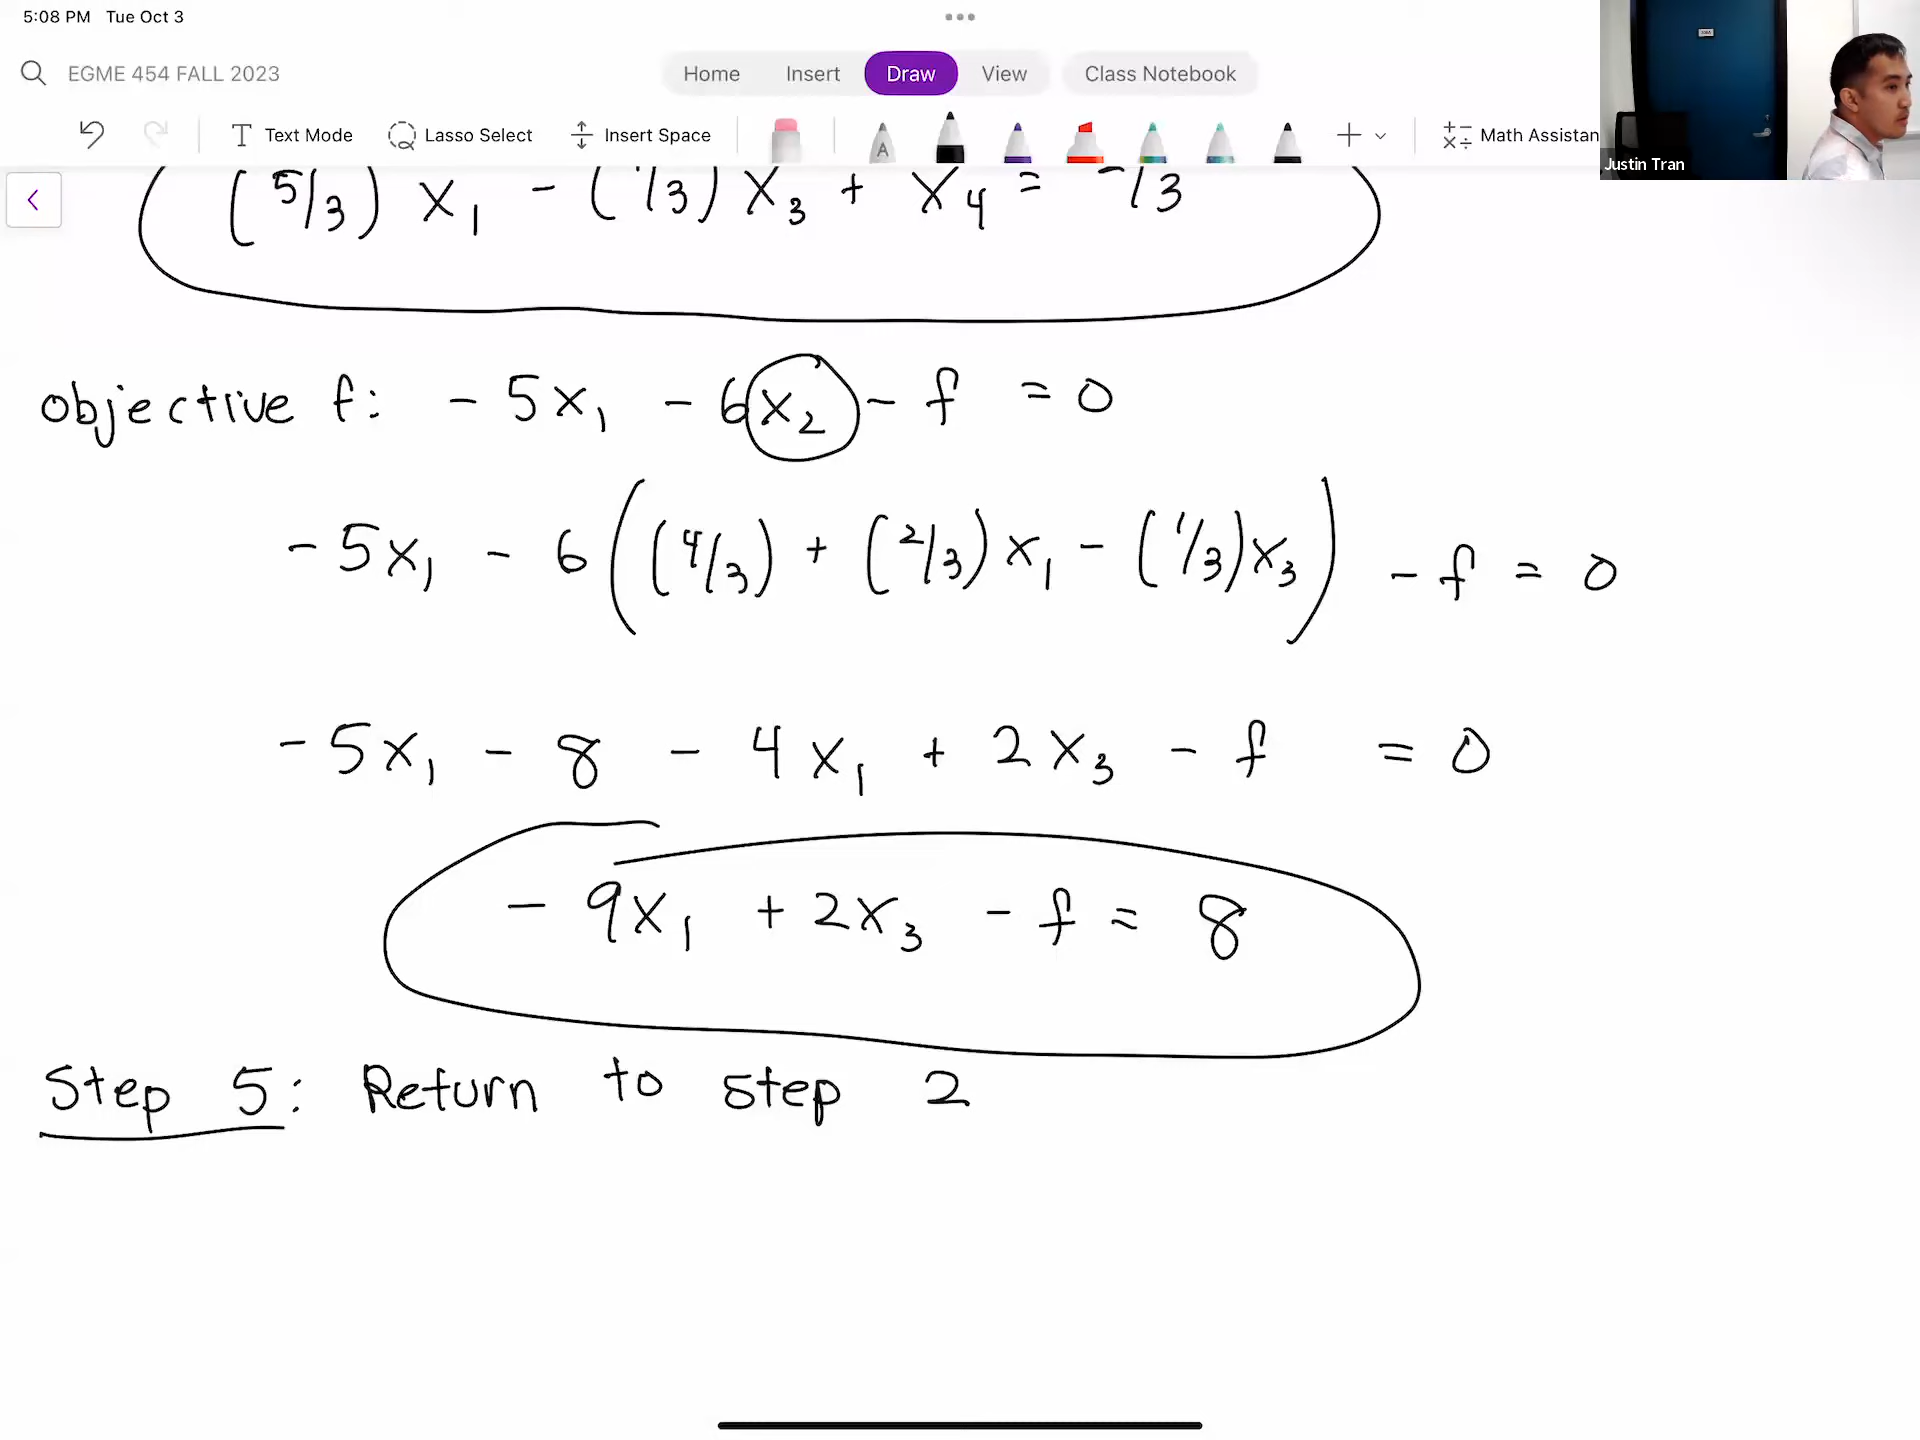 5:08 PM Tue Oct 3
EGME 454 FALL 2023
Home Insert Draw View Class Notebook
Text Mode Lasso Select Insert Space A Math Assistan
Justin Tran
(5/3) x₁ - (1/3) x₃ + x₄ = /3
Objective f: - 5x₁ - 6x₂ - f = 0
- 5x₁ - 6((4/3) + (2/3)x₁ - (1/3)x₃) - f = 0
- 5x₁ - 8 - 4x₁ + 2x₃ - f = 0
- 9x₁ + 2x₃ - f = 8
Step 5: Return to step 2